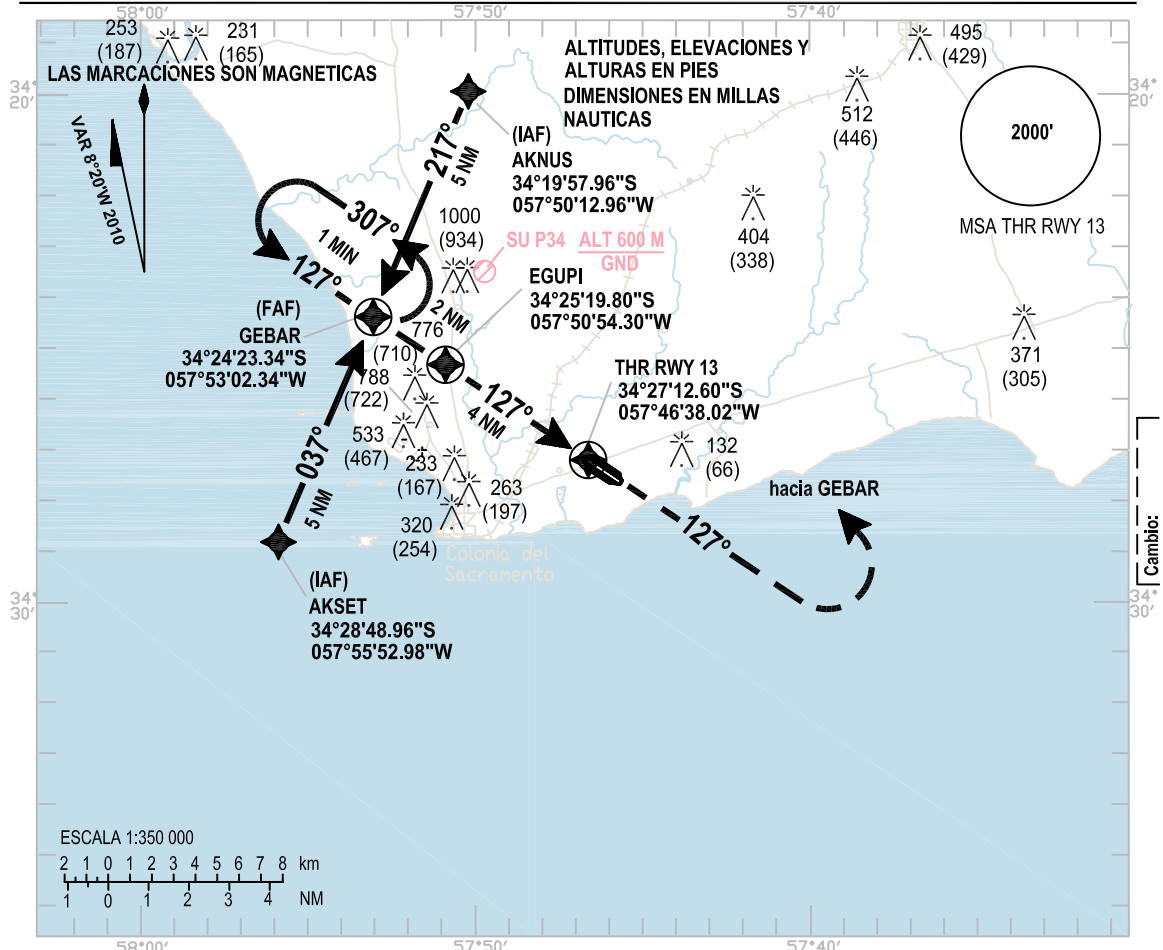 58°00'
57°50'
57°40'
253
(187)
231
(165)
LAS MARCACIONES SON MAGNETICAS
ALTITUDES, ELEVACIONES Y
ALTURAS EN PIES
DIMENSIONES EN MILLAS
NAUTICAS
495
(429)
34°
20'
34°
20'
512
(446)
2000'
MSA THR RWY 13
VAR 8°20'W 2010
(IAF)
AKNUS
34°19'57.96"S
057°50'12.96"W
217°
5 NM
307°
1 MIN
127°
1000
(934)
SU P34
ALT 600 M
GND
404
(338)
EGUPI
34°25'19.80"S
057°50'54.30"W
(FAF)
GEBAR
34°24'23.34"S
057°53'02.34"W
2 NM
776
(710)
788
(722)
371
(305)
THR RWY 13
34°27'12.60"S
057°46'38.02"W
127°
4 NM
533
(467)
233
(167)
263
(197)
320
(254)
132
(66)
hacia GEBAR
037°
5 NM
127°
Colonia del
Sacramento
Cambio:
(IAF)
AKSET
34°28'48.96"S
057°55'52.98"W
34°
30'
34°
30'
ESCALA 1:350 000
2 1 0 1 2 3 4 5 6 7 8 km
1 0 1 2 3 4 NM
58°00'
57°50'
57°40'